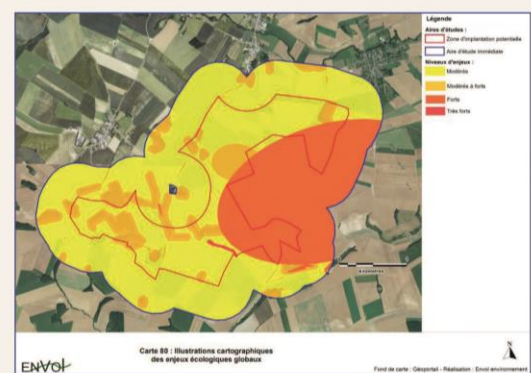 Légende
Aires d'études :
Zone d'implantation potentielle
Aire d'étude immédiate
Niveaux d'enjeux :
Modérés
Modérés à forts
Forts
Très forts
Carte 80 : Illustrations cartographiques
des enjeux écologiques globaux
ENVOL
N
Fond de carte : Géoportail - Réalisation : Envol environnement